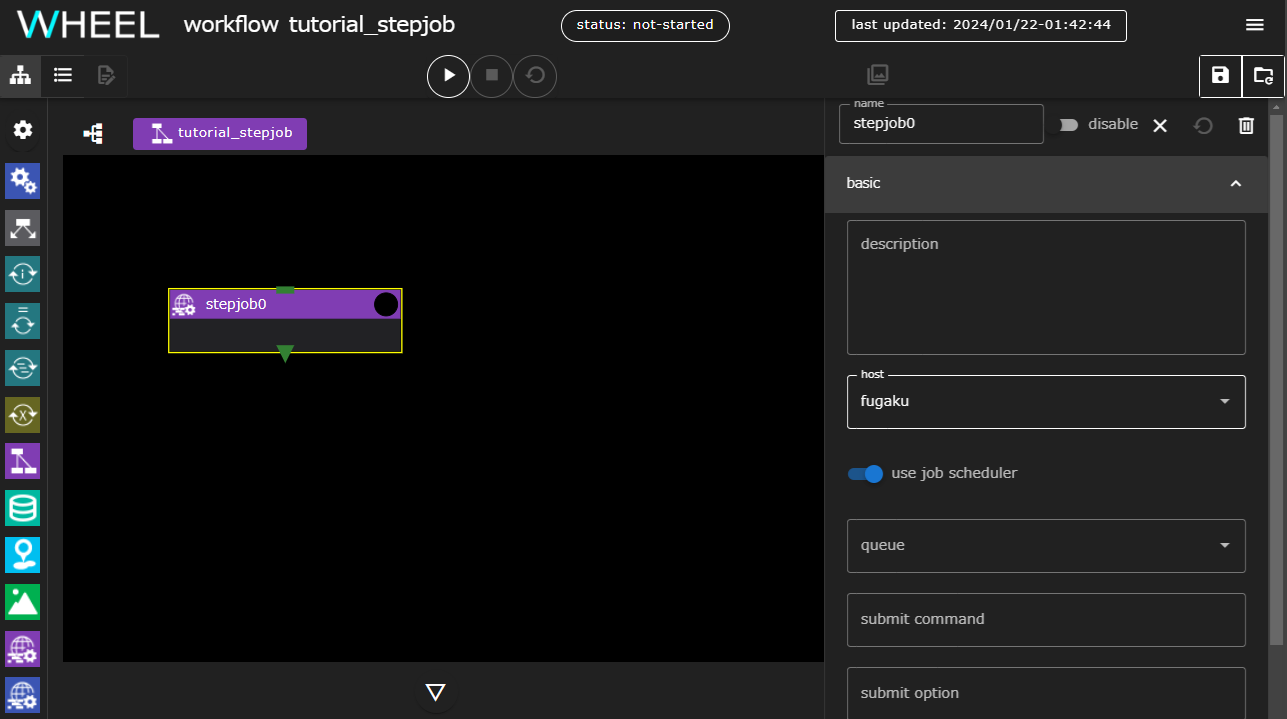 WHEEL workflow tutorial_stepjob status: not-started last updated: 2024/01/22-01:42:44
tutorial_stepjob
stepjob0
name
stepjob0
disable
basic
description
host
fugaku
use job scheduler
queue
submit command
submit option